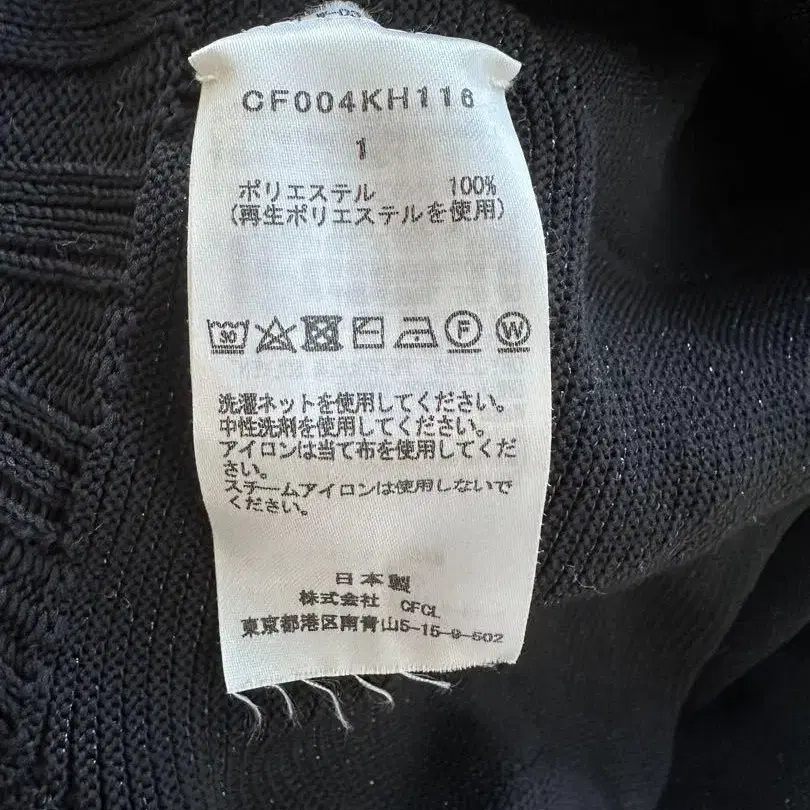 CF004KH116
1
ポリエステル 100%
(再生ポリエステルを使用)
30 F W
洗濯ネットを使用してください。
中性洗剤を使用してください。
アイロンは当て布を使用してくだ
さい。
スチームアイロンは使用しないで
ください。
日本製
株式会社 CFCL
東京都港区南青山5-15-9-502